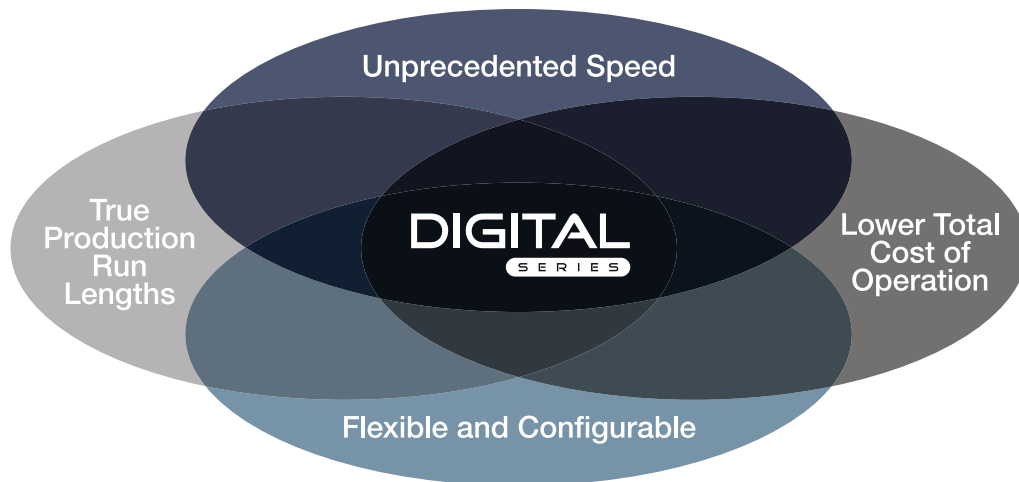 Unprecedented Speed
True
Production
Run
Lengths
DIGITAL
SERIES
Lower Total
Cost of
Operation
Flexible and Configurable